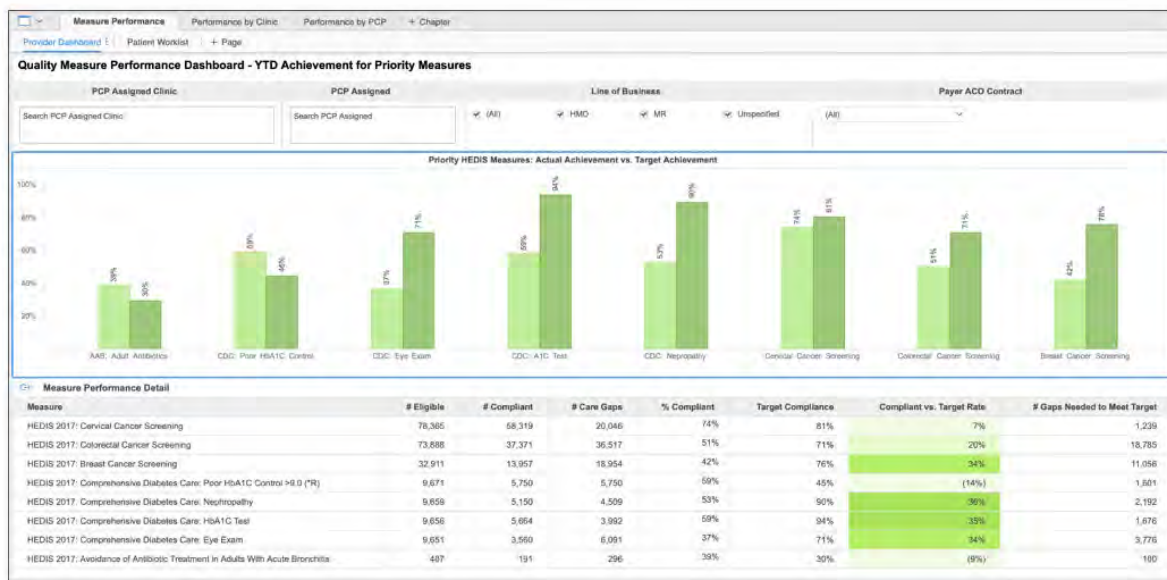 Measure Performance Performance by Clinic Performance by PCP + Chapter
Provider Dashboard Patient Worklist + Page
Quality Measure Performance Dashboard - YTD Achievement for Priority Measures
PCP Assigned Clinic PCP Assigned Line of Business Payer ACO Contract
Search PCP Assigned Clinic Search PCP Assigned (All) HMO MR Unspecified (All)
Priority HEDIS Measures: Actual Achievement vs. Target Achievement
100%
80%
60%
40%
20%
39% 30% 59% 46% 37% 71% 59% 94% 53% 90% 74% 81% 51% 71% 42% 76%
AAB: Adult Antibiotics CDC: Poor HbA1C Control CDC: Eye Exam CDC: A1C Test CDC: Nepropathy Cervical Cancer Screening Colorectal Cancer Screening Breast Cancer Screening
Measure Performance Detail
Measure # Eligible # Compliant # Care Gaps % Compliant Target Compliance Compliant vs. Target Rate # Gaps Needed to Meet Target
HEDIS 2017: Cervical Cancer Screening 78,365 58,319 20,046 74% 81% 7% 1,239
HEDIS 2017: Colorectal Cancer Screening 73,888 37,371 36,517 51% 71% 20% 18,785
HEDIS 2017: Breast Cancer Screening 32,911 13,957 18,954 42% 76% 34% 11,056
HEDIS 2017: Comprehensive Diabetes Care: Poor HbA1C Control >9.0 (*R) 9,671 5,750 5,750 59% 45% (14%) 1,601
HEDIS 2017: Comprehensive Diabetes Care: Nephropathy 9,659 5,150 4,509 53% 90% 36% 2,192
HEDIS 2017: Comprehensive Diabetes Care: HbA1C Test 9,656 5,664 3,992 59% 94% 35% 1,676
HEDIS 2017: Comprehensive Diabetes Care: Eye Exam 9,651 3,560 6,091 37% 71% 34% 3,776
HEDIS 2017: Avoidance of Antibiotic Treatment in Adults With Acute Bronchitis 487 191 296 39% 30% (9%) 100